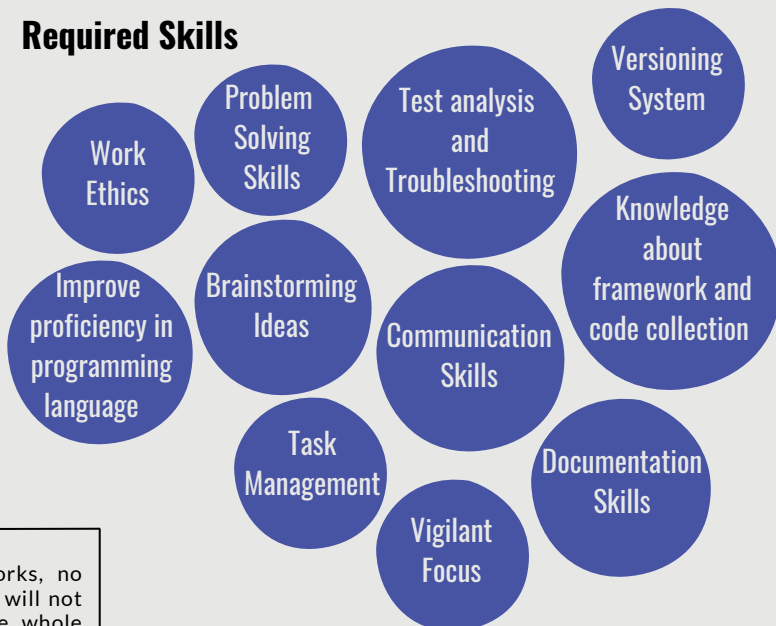 Required Skills
Versioning
System
Problem
Solving
Skills
Test analysis
and
Troubleshooting
Work
Ethics
Knowledge
about
framework and
code collection
Improve
proficiency in
programming
language
Brainstorming
Ideas
Communication
Skills
Task
Management
Documentation
Skills
Vigilant
Focus
no
will not
whole